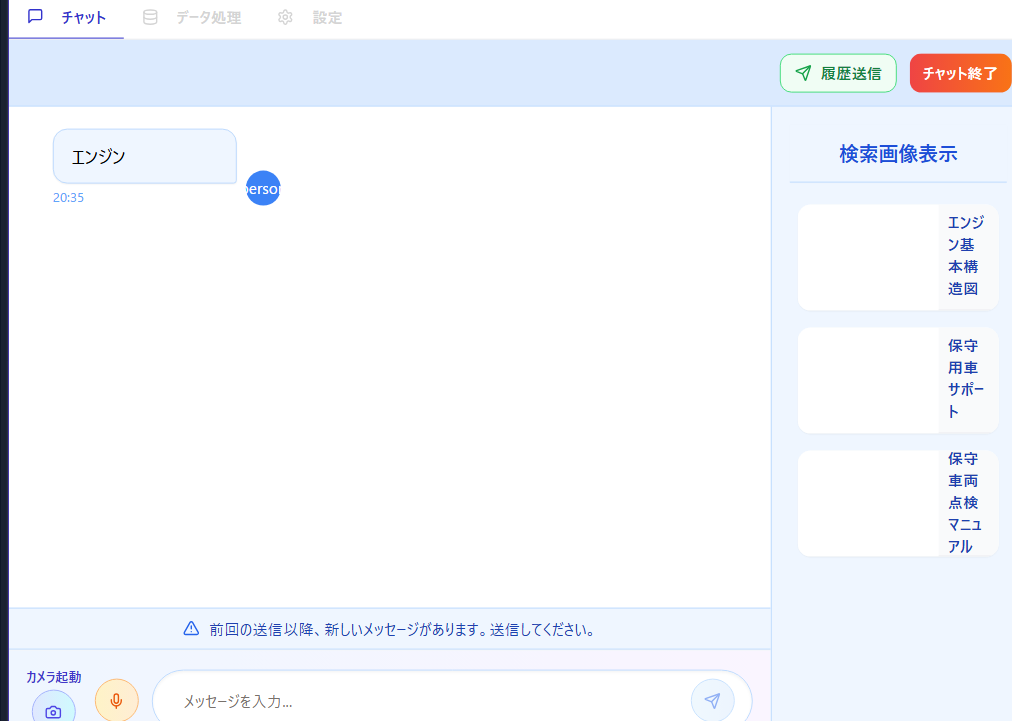 チャット
データ処理
設定
履歴送信
チャット終了
エンジン
20:35
person
検索画像表示
エンジ
ン基
本構
造図
保守
用車
サポー
ト
保守
車両
点検
マニュ
アル
前回の送信以降、新しいメッセージがあります。送信してください。
カメラ起動
メッセージを入力...